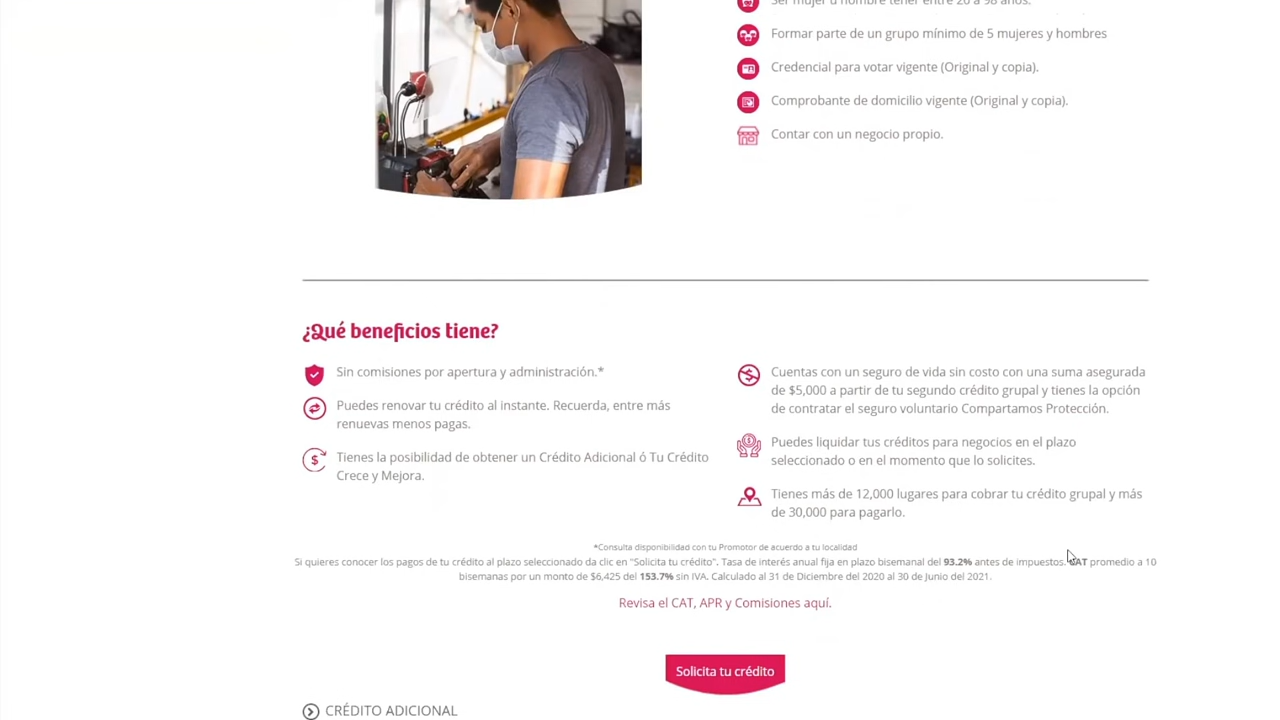 Ser mujer u hombre tener entre 20 a 98 años.
Formar parte de un grupo mínimo de 5 mujeres y hombres
Credencial para votar vigente (Original y copia).
Comprobante de domicilio vigente (Original y copia).
Contar con un negocio propio.
¿Qué beneficios tiene?
Sin comisiones por apertura y administración.*
Puedes renovar tu crédito al instante. Recuerda, entre más
renuevas menos pagas.
Tienes la posibilidad de obtener un Crédito Adicional ó Tu Crédito
Crece y Mejora.
Cuentas con un seguro de vida sin costo con una suma asegurada
de $5,000 a partir de tu segundo crédito grupal y tienes la opción
de contratar el seguro voluntario Compartamos Protección.
Puedes liquidar tus créditos para negocios en el plazo
seleccionado o en el momento que lo solicites.
Tienes más de 12,000 lugares para cobrar tu crédito grupal y más
de 30,000 para pagarlo.
*Consulta disponibilidad con tu Promotor de acuerdo a tu localidad
Si quieres conocer los pagos de tu crédito al plazo seleccionado da clic en "Solicita tu crédito". Tasa de interés anual fija en plazo bisemanal del 93.2% antes de impuestos. CAT promedio a 10
bisemanas por un monto de $6,425 del 153.7% sin IVA. Calculado al 31 de Diciembre del 2020 al 30 de Junio del 2021.
Revisa el CAT, APR y Comisiones aquí.
Solicita tu crédito
CRÉDITO ADICIONAL